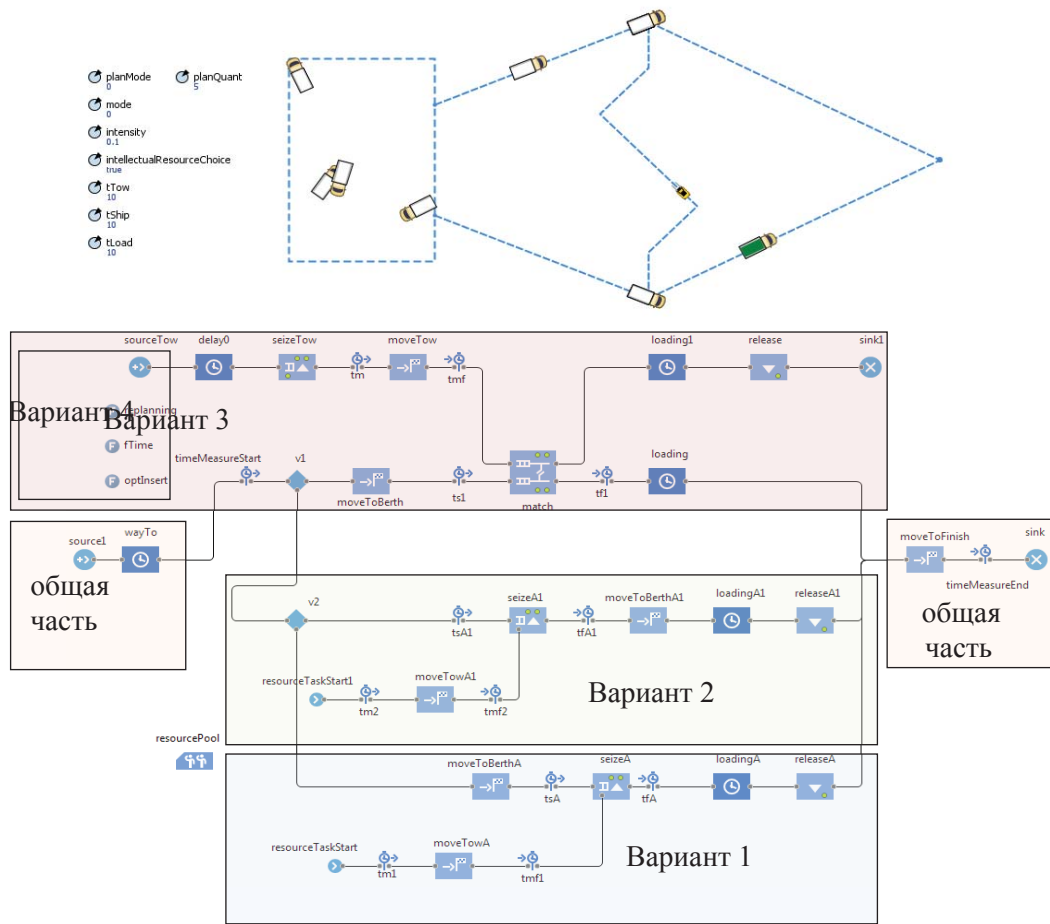 planMode
0
planQuant
5
mode
0
intensity
0.1
intellectualResourceChoice
true
tTow
10
tShip
10
tLoad
10
sourceTow
delay0
seizeTow
tm
moveTow
tmf
loading1
release
sink1
Вариант 4
Вариант 3
fTime
optInsert
timeMeasureStart
v1
moveToBerth
ts1
match
tf1
loading
source1
wayTo
общая
часть
moveToFinish
sink
timeMeasureEnd
общая
часть
v2
tsA1
seizeA1
tfA1
moveToBerthA1
loadingA1
releaseA1
resourceTaskStart1
tm2
moveTowA1
tmf2
Вариант 2
resourcePool
moveToBerthA
tsA
seizeA
tfA
loadingA
releaseA
resourceTaskStart
tm1
moveTowA
tmf1
Вариант 1